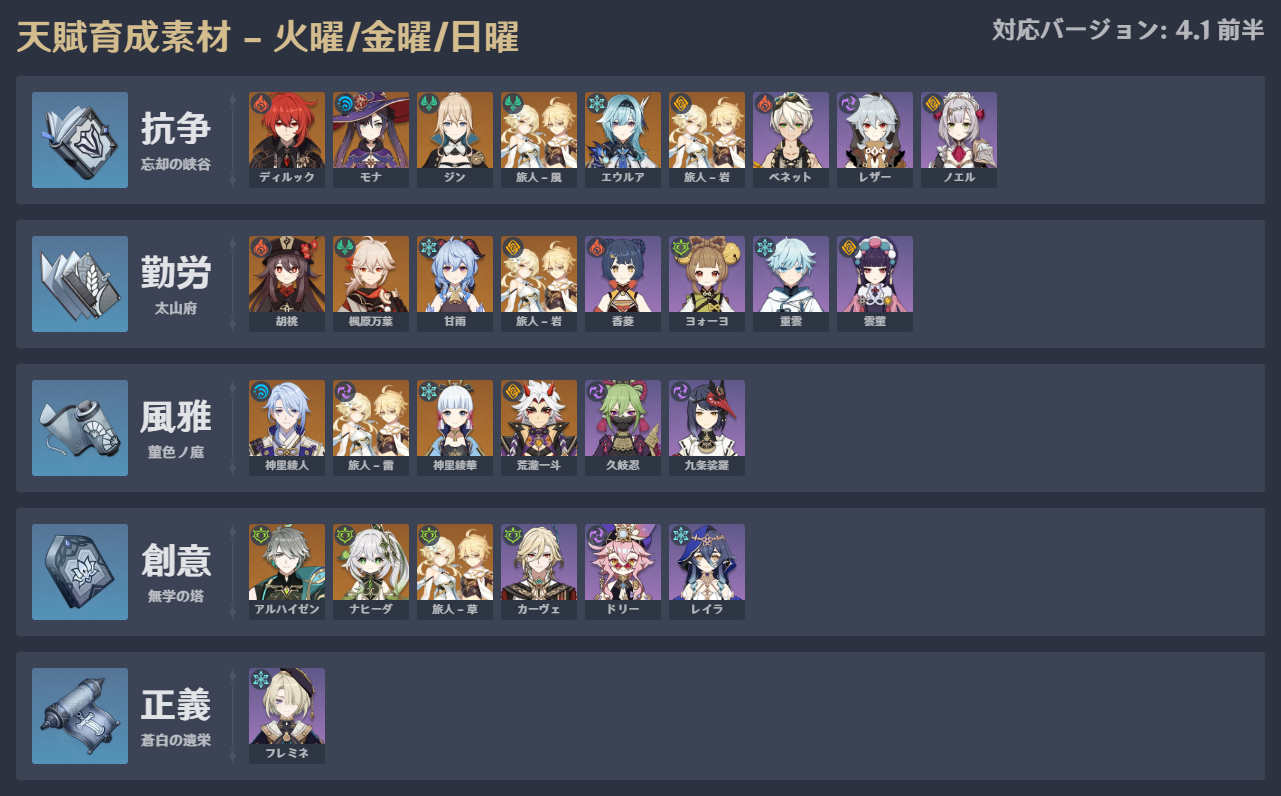 天賦育成素材 – 火曜/金曜/日曜
対応バージョン: 4.1 前半
抗争
忘却の峡谷
ディルック
モナ
ジン
旅人 – 風
エウルア
旅人 – 岩
ベネット
レザー
ノエル
勤労
太山府
胡桃
楓原万葉
甘雨
旅人 – 岩
香菱
ヨォーヨ
重雲
雲菫
風雅
菫色ノ庭
神里綾人
旅人 – 雷
神里綾華
荒瀧一斗
久岐忍
九条裟羅
創意
無学の塔
アルハイゼン
ナヒーダ
旅人 – 草
カーヴェ
ドリー
レイラ
正義
蒼白の遺栄
フレミネ